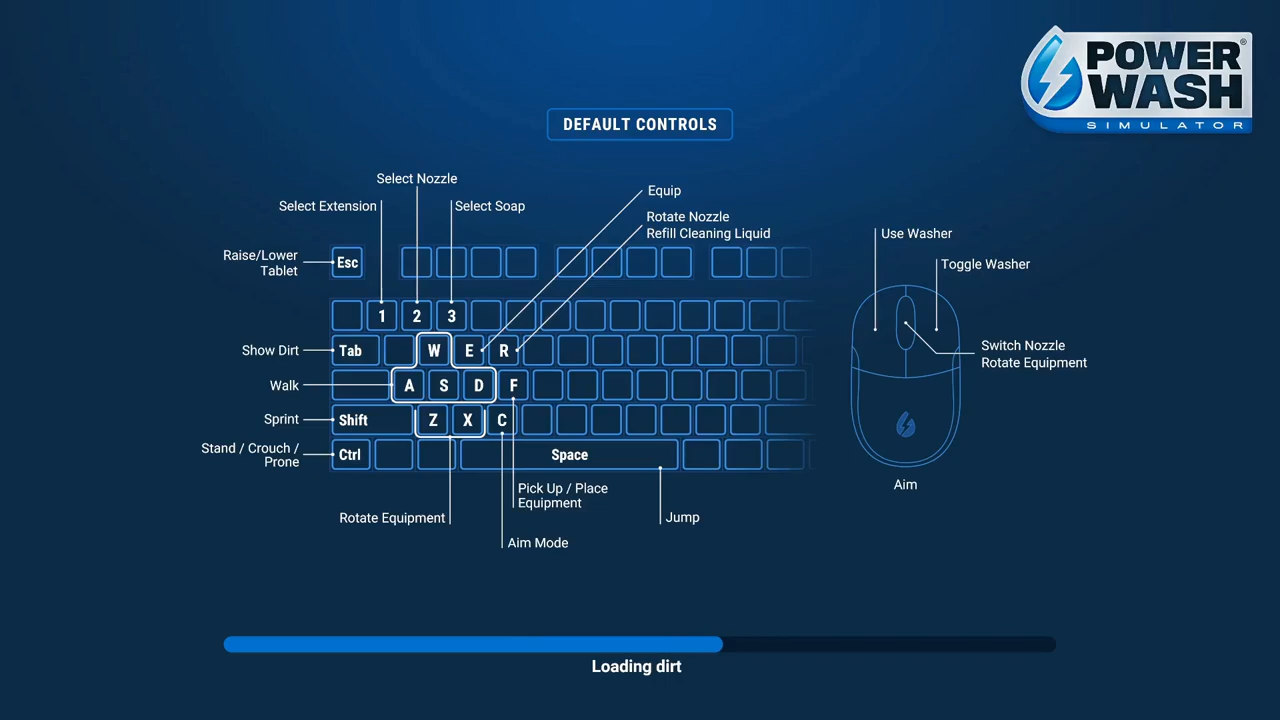 POWER
WASH®
SIMULATOR
DEFAULT CONTROLS
Select Nozzle
Select Extension
Select Soap
Equip
Rotate Nozzle
Refill Cleaning Liquid
Raise/Lower
Tablet
Esc
1 2 3
Show Dirt
Tab W E R
Walk
A S D F
Sprint
Shift Z X C
Stand / Crouch /
Prone
Ctrl Space
Pick Up / Place
Equipment
Rotate Equipment
Jump
Aim Mode
Use Washer
Toggle Washer
Switch Nozzle
Rotate Equipment
Aim
Loading dirt